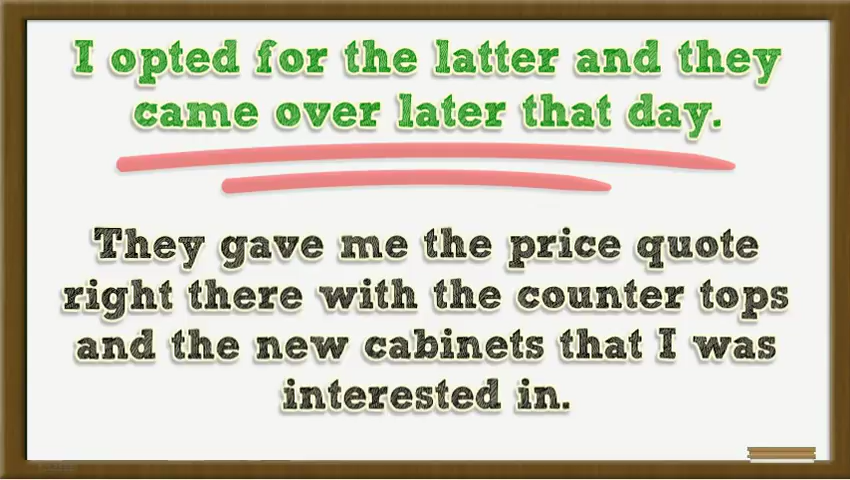 I opted for the latter and they
came over later that day.
They gave me the price quote
right there with the counter tops
and the new cabinets that I was
interested in.